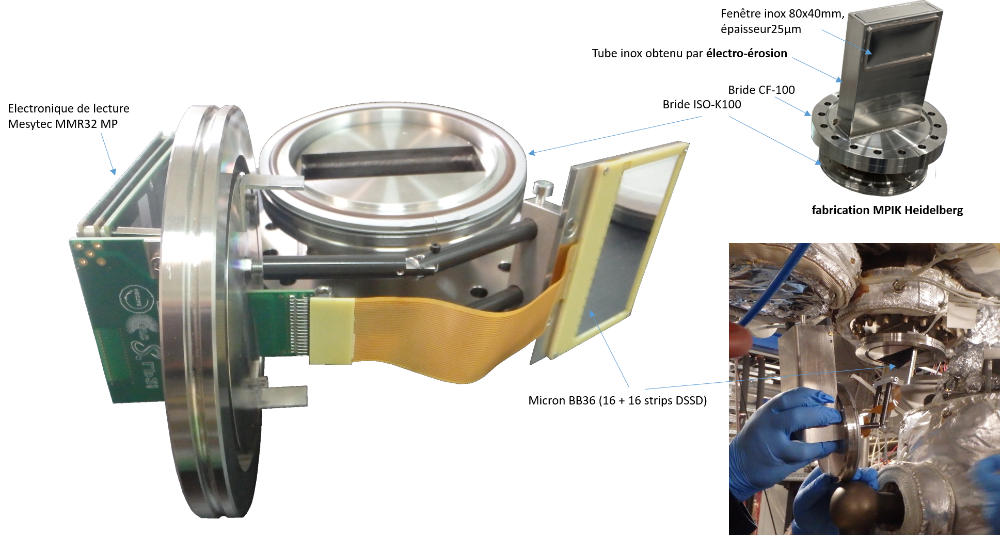 Fenêtre inox 80x40mm,
épaisseur25µm
Tube inox obtenu par électro-érosion
Bride CF-100
Bride ISO-K100
Electronique de lecture
Mesytec MMR32 MP
fabrication MPIK Heidelberg
Micron BB36 (16 + 16 strips DSSD)